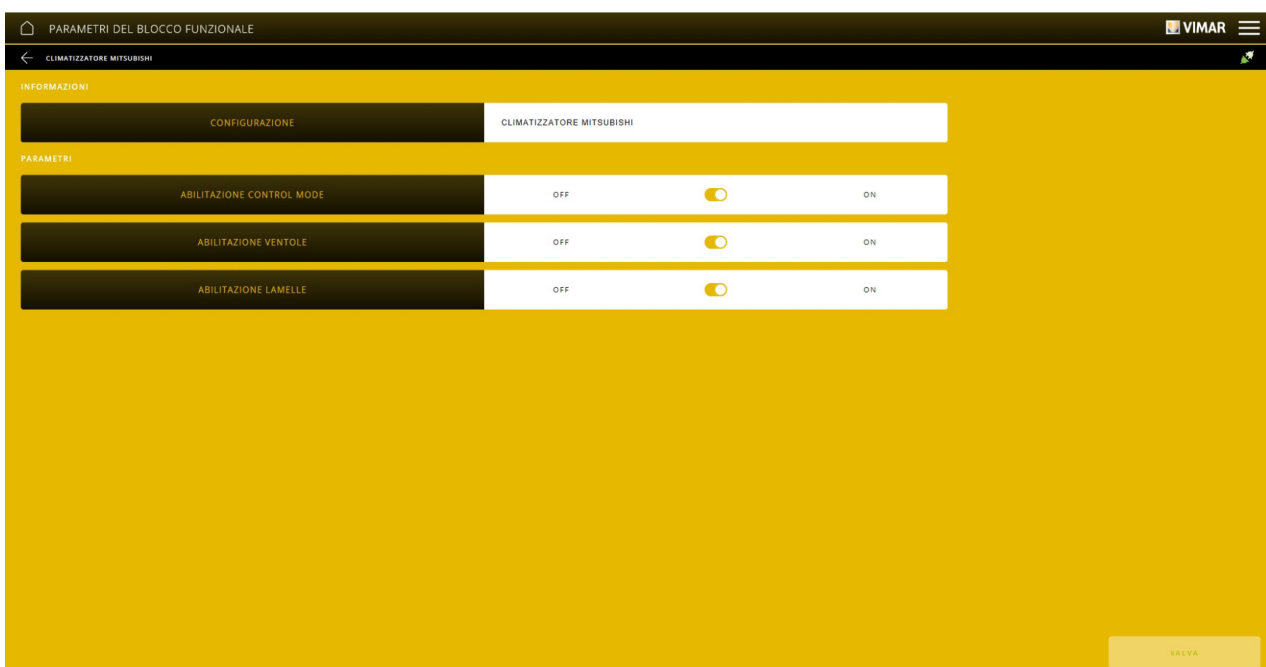 PARAMETRI DEL BLOCCO FUNZIONALE
VIMAR
CLIMATIZZATORE MITSUBISHI
INFORMAZIONI
CONFIGURAZIONE CLIMATIZZATORE MITSUBISHI
PARAMETRI
ABILITAZIONE CONTROL MODE OFF ON
ABILITAZIONE VENTOLE OFF ON
ABILITAZIONE LAMELLE OFF ON
SALVA